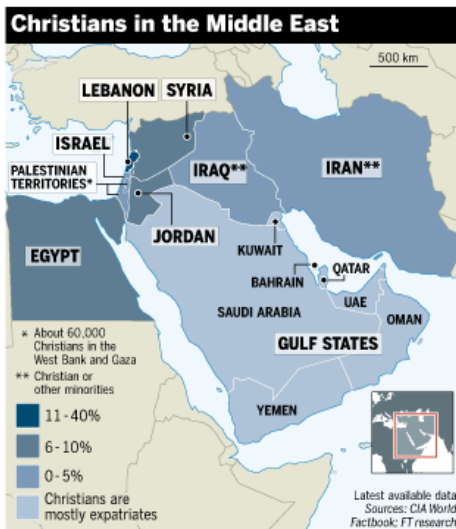 Christians in the Middle East
500 km
LEBANON
SYRIA
ISRAEL
PALESTINIAN
TERRITORIES*
IRAQ**
IRAN**
JORDAN
EGYPT
KUWAIT
BAHRAIN
QATAR
SAUDI ARABIA
UAE
OMAN
GULF STATES
YEMEN
* About 60,000
Christians in the
West Bank and Gaza
** Christian or
other minorities
11-40%
6-10%
0-5%
Christians are
mostly expatriates
Latest available data
Sources: CIA World
Factbook; FT research